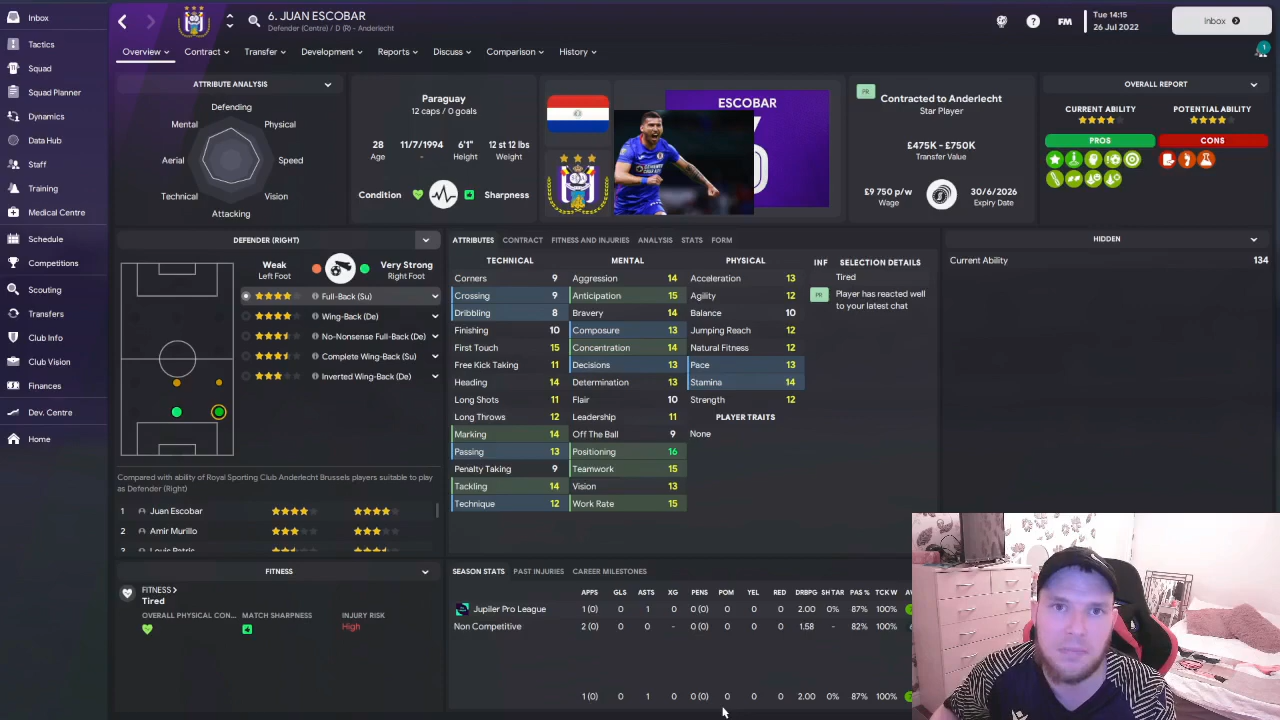 Inbox
6. JUAN ESCOBAR
Defender (Centre) / D (R) - Anderlecht
FM
Tue 14:15
26 Jul 2022
Inbox
1
Tactics
Squad
Squad Planner
Dynamics
Data Hub
Staff
Training
Medical Centre
Schedule
Competitions
Scouting
Transfers
Club Info
Club Vision
Finances
Dev. Centre
Home
Overview
Contract
Transfer
Development
Reports
Discuss
Comparison
History
ATTRIBUTE ANALYSIS
Defending
Mental
Physical
Aerial
Speed
Technical
Vision
Attacking
Paraguay
12 caps / 0 goals
28
11/7/1994
6'1"
12 st 12 lbs
Age
-
Height
Weight
Condition
Sharpness
ESCOBAR
PR
Contracted to Anderlecht
Star Player
£475K - £750K
Transfer Value
£9 750 p/w
Wage
30/6/2026
Expiry Date
OVERALL REPORT
CURRENT ABILITY
POTENTIAL ABILITY
PROS
CONS
DEFENDER (RIGHT)
Weak
Left Foot
Very Strong
Right Foot
Full-Back (Su)
Wing-Back (De)
No-Nonsense Full-Back (De)
Complete Wing-Back (Su)
Inverted Wing-Back (De)
Compared with ability of Royal Sporting Club Anderlecht Brussels players suitable to play
as Defender (Right)
1 Juan Escobar
2 Amir Murillo
FITNESS
FITNESS
Tired
OVERALL PHYSICAL CON...
MATCH SHARPNESS
INJURY RISK
High
ATTRIBUTES CONTRACT FITNESS AND INJURIES ANALYSIS STATS FORM
TECHNICAL
Corners 9
Crossing 9
Dribbling 8
Finishing 10
First Touch 15
Free Kick Taking 11
Heading 14
Long Shots 11
Long Throws 12
Marking 14
Passing 13
Penalty Taking 9
Tackling 14
Technique 12
MENTAL
Aggression 14
Anticipation 15
Bravery 14
Composure 13
Concentration 14
Decisions 13
Determination 13
Flair 10
Leadership 11
Off The Ball 9
Positioning 16
Teamwork 15
Vision 13
Work Rate 15
PHYSICAL
Acceleration 13
Agility 12
Balance 10
Jumping Reach 12
Natural Fitness 12
Pace 13
Stamina 14
Strength 12
PLAYER TRAITS
None
INF SELECTION DETAILS
Tired
PR Player has reacted well
to your latest chat
HIDDEN
Current Ability 134
SEASON STATS PAST INJURIES CAREER MILESTONES
APPS GLS ASTS XG PENS POM YEL RED DRBPG SH TAR PAS % TCK W
Jupiler Pro League 1 (0) 0 1 0 0 (0) 0 0 0 2.00 0% 87% 100%
Non Competitive 2 (0) 0 0 - 0 (0) 0 0 0 1.58 - 82% 100%
1 (0) 0 1 0 0 (0) 0 0 0 2.00 0% 87% 100%